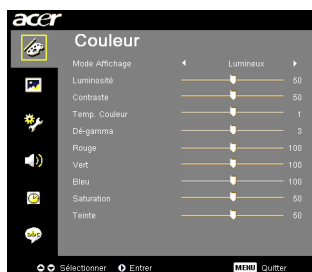 acer
Couleur
Mode Affichage Lumineux
Luminosité 50
Contraste 50
Temp. Couleur 1
Dé-gamma 3
Rouge 100
Vert 100
Bleu 100
Saturation 50
Teinte 50
abc
Sélectionner Entrer MENU Quitter